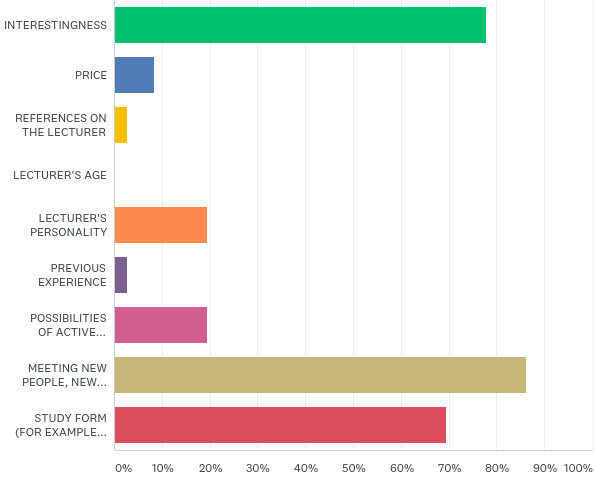 INTERESTINGNESS
PRICE
REFERENCES ON
THE LECTURER
LECTURER'S AGE
LECTURER'S
PERSONALITY
PREVIOUS
EXPERIENCE
POSSIBILITIES
OF ACTIVE...
MEETING NEW
PEOPLE, NEW...
STUDY FORM
(FOR EXAMPLE...
0% 10% 20% 30% 40% 50% 60% 70% 80% 90% 100%